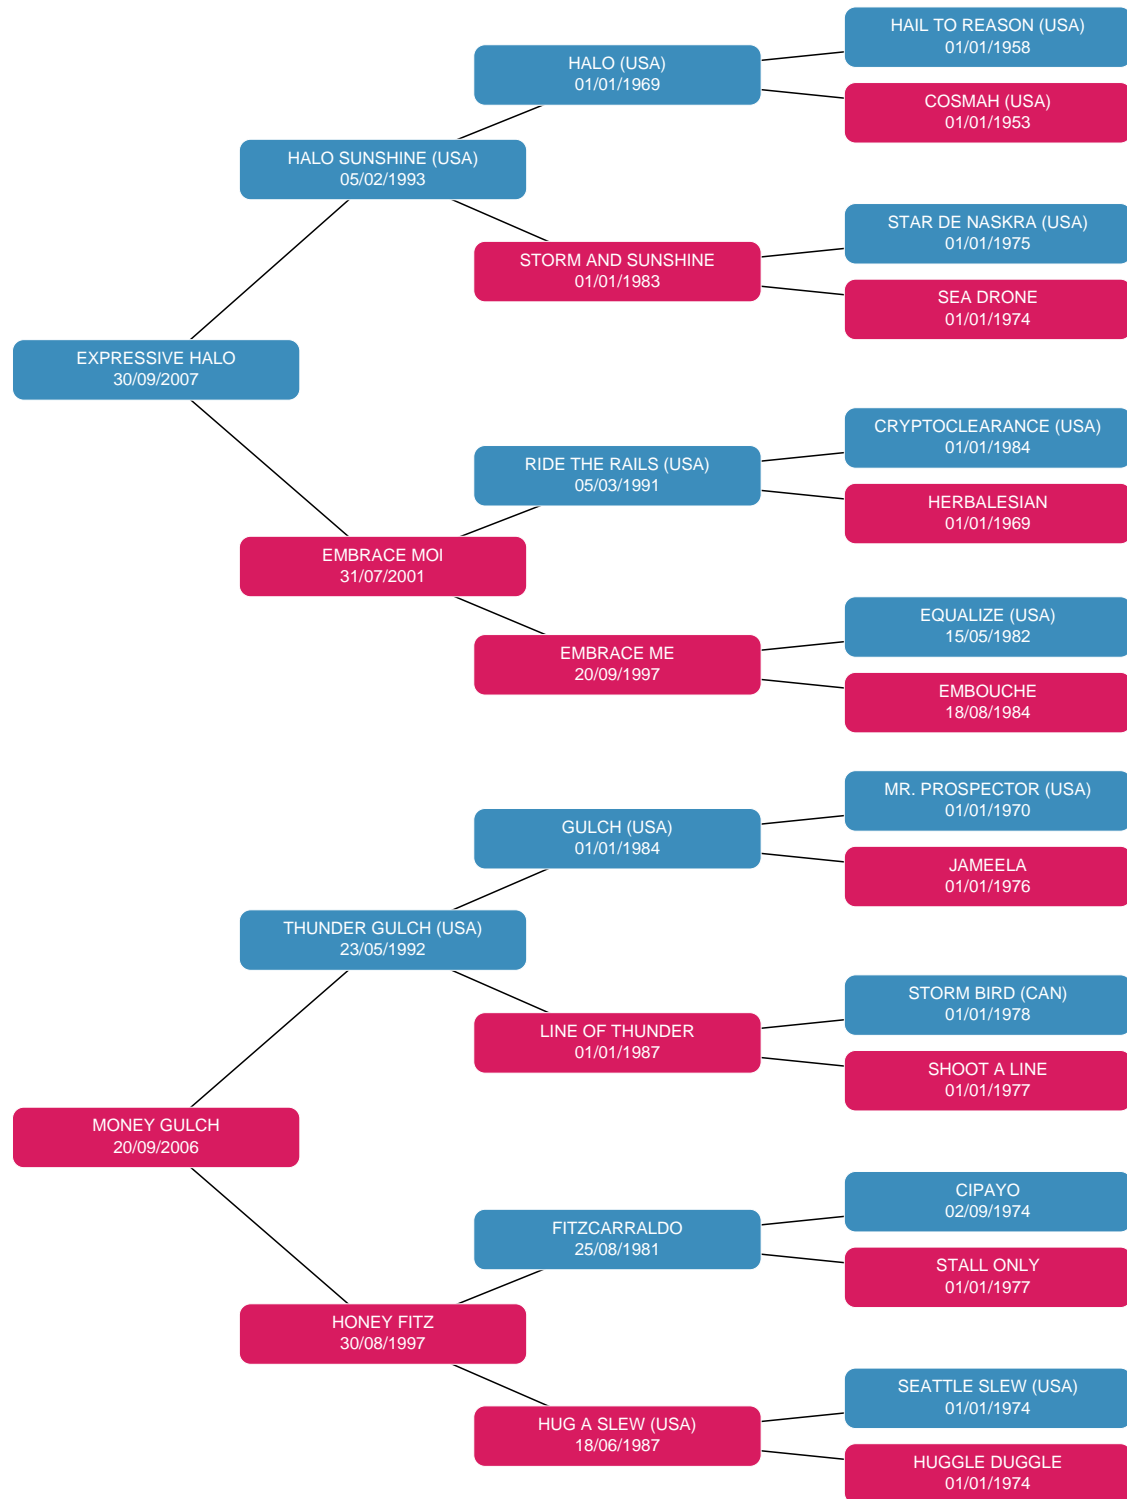 HAIL TO REASON (USA)
01/01/1958
HALO (USA)
01/01/1969
COSMAH (USA)
01/01/1953
HALO SUNSHINE (USA)
05/02/1993
STAR DE NASKRA (USA)
01/01/1975
STORM AND SUNSHINE
01/01/1983
SEA DRONE
01/01/1974
EXPRESSIVE HALO
30/09/2007
CRYPTOCLEARANCE (USA)
01/01/1984
RIDE THE RAILS (USA)
05/03/1991
HERBALESIAN
01/01/1969
EMBRACE MOI
31/07/2001
EQUALIZE (USA)
15/05/1982
EMBRACE ME
20/09/1997
EMBOUCHE
18/08/1984
MR. PROSPECTOR (USA)
01/01/1970
GULCH (USA)
01/01/1984
JAMEELA
01/01/1976
THUNDER GULCH (USA)
23/05/1992
STORM BIRD (CAN)
01/01/1978
LINE OF THUNDER
01/01/1987
SHOOT A LINE
01/01/1977
MONEY GULCH
20/09/2006
CIPAYO
02/09/1974
FITZCARRALDO
25/08/1981
STALL ONLY
01/01/1977
HONEY FITZ
30/08/1997
SEATTLE SLEW (USA)
01/01/1974
HUG A SLEW (USA)
18/06/1987
HUGGLE DUGGLE
01/01/1974